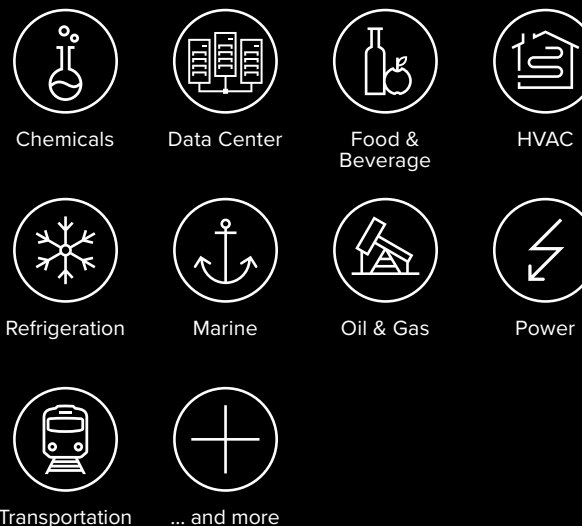 Chemicals
Data Center
Food &
Beverage
HVAC
Refrigeration
Marine
Oil & Gas
Power
Transportation
... and more